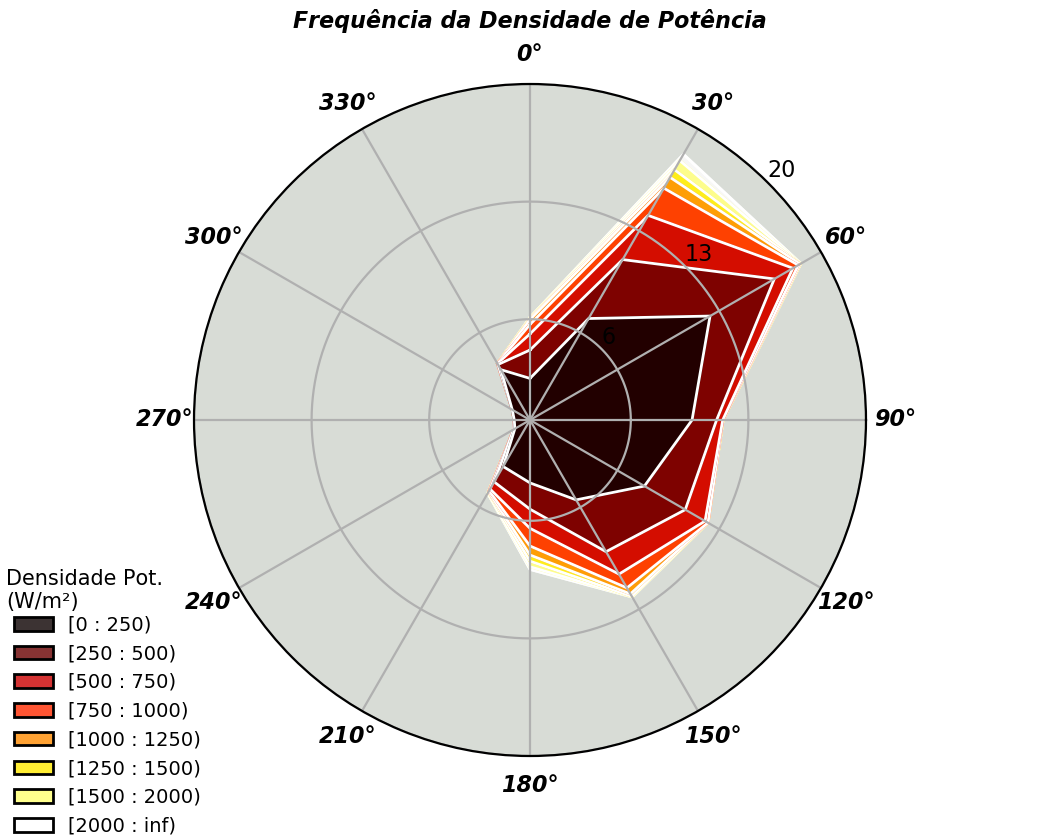 Frequência da Densidade de Potência
0°
330°
30°
20
300°
60°
13
6
270°
90°
Densidade Pot.
(W/m²)
240°
120°
[0 : 250)
[250 : 500)
[500 : 750)
[750 : 1000)
210°
150°
[1000 : 1250)
[1250 : 1500)
180°
[1500 : 2000)
[2000 : inf)